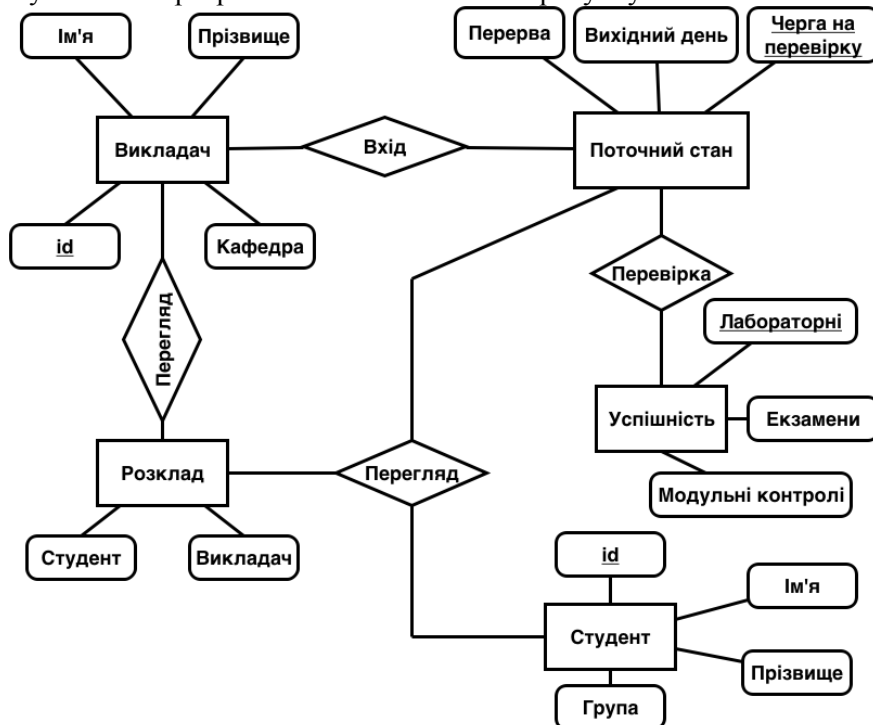 Ім'я
Прізвище
Перерва
Вихідний день
Черга на
перевірку
Викладач
Вхід
Поточний стан
id
Кафедра
Перевірка
Перегляд
Лабораторні
Успішність
Екзамени
Розклад
Перегляд
Модульні контролі
Студент
Викладач
id
Ім'я
Студент
Прізвище
Група